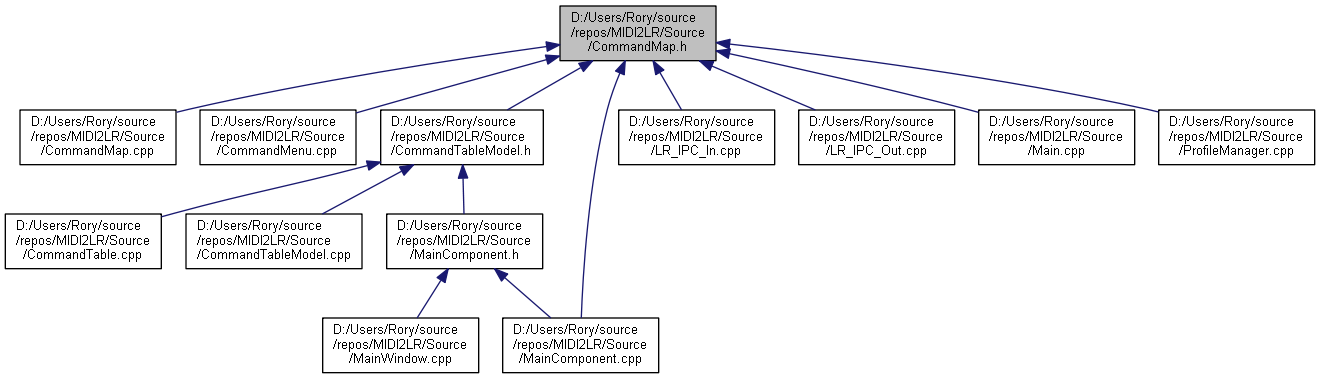 D:/Users/Rory/source
/repos/MIDI2LR/Source
/CommandMap.h
D:/Users/Rory/source
/repos/MIDI2LR/Source
/CommandMap.cpp
D:/Users/Rory/source
/repos/MIDI2LR/Source
/CommandMenu.cpp
D:/Users/Rory/source
/repos/MIDI2LR/Source
/CommandTableModel.h
D:/Users/Rory/source
/repos/MIDI2LR/Source
/LR_IPC_In.cpp
D:/Users/Rory/source
/repos/MIDI2LR/Source
/LR_IPC_Out.cpp
D:/Users/Rory/source
/repos/MIDI2LR/Source
/Main.cpp
D:/Users/Rory/source
/repos/MIDI2LR/Source
/ProfileManager.cpp
D:/Users/Rory/source
/repos/MIDI2LR/Source
/CommandTable.cpp
D:/Users/Rory/source
/repos/MIDI2LR/Source
/CommandTableModel.cpp
D:/Users/Rory/source
/repos/MIDI2LR/Source
/MainComponent.h
D:/Users/Rory/source
/repos/MIDI2LR/Source
/MainWindow.cpp
D:/Users/Rory/source
/repos/MIDI2LR/Source
/MainComponent.cpp